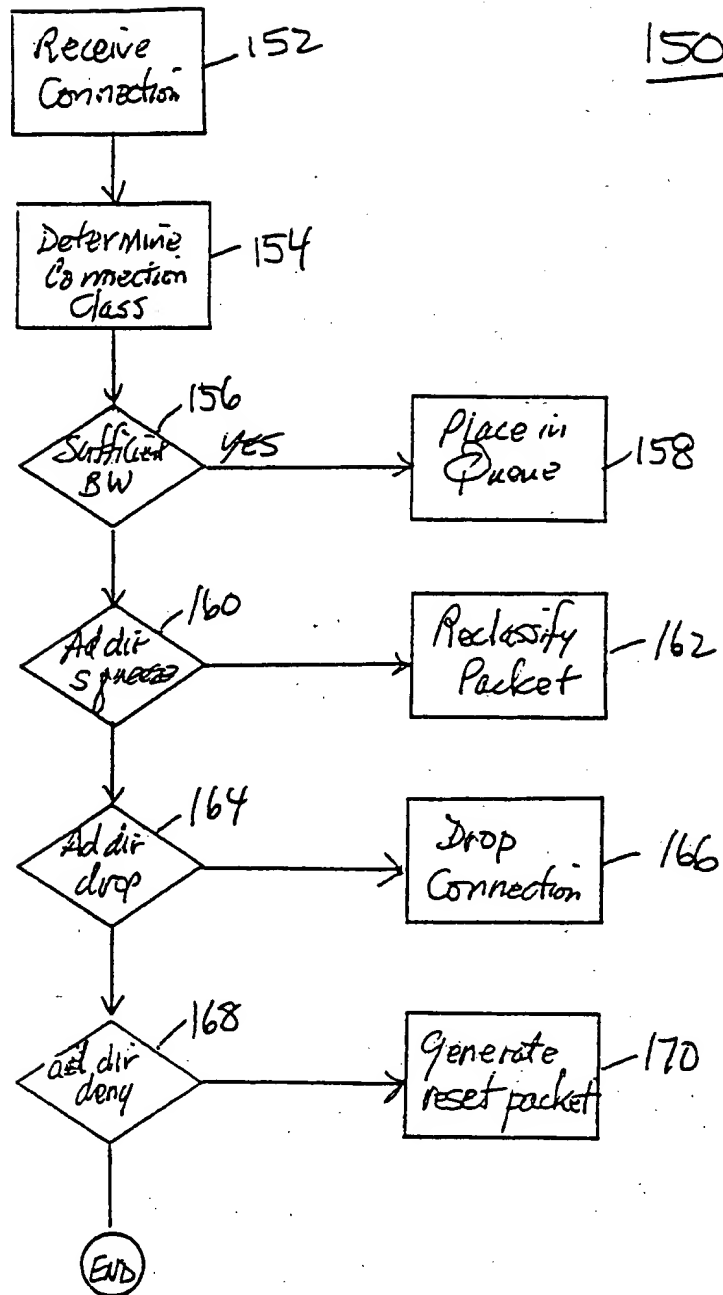 150
Receive
Connection
152
Determine
Connection
Class
154
156
Sufficient
BW
YES
Place in
Queue
158
160
Ad dir
squeeze
Reclassify
Packet
162
164
Ad dir
drop
Drop
Connection
166
168
ad dir
deny
Generate
reset packet
170
END